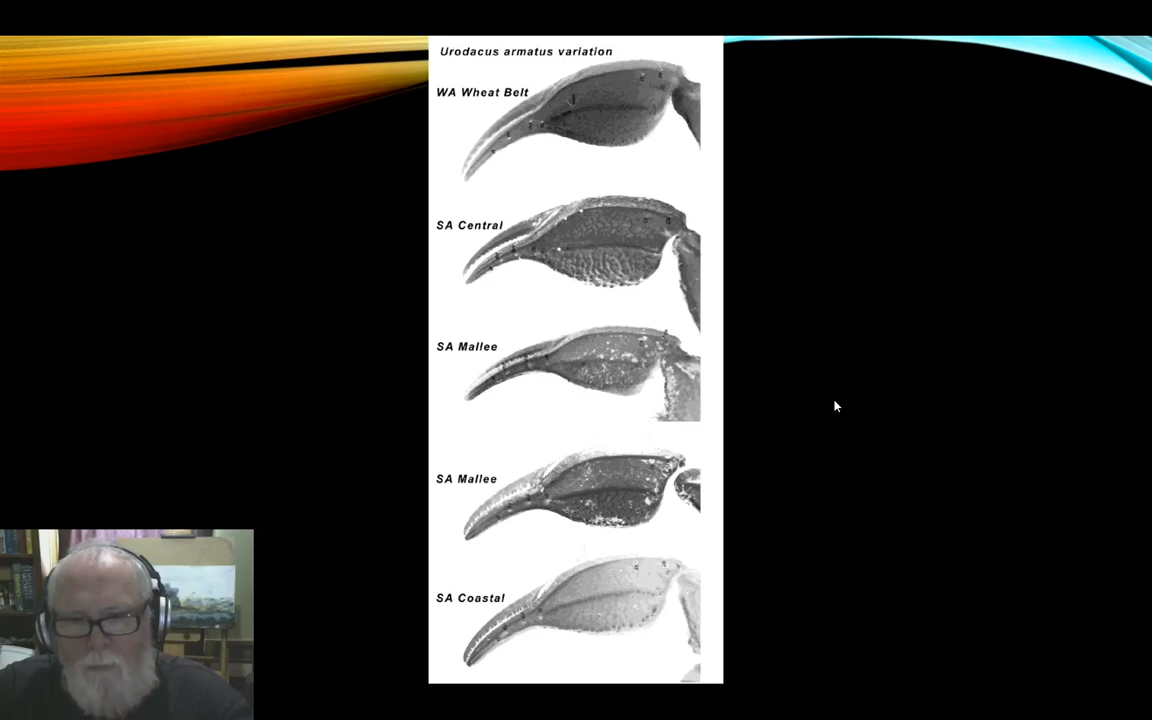 Urodacus armatus variation
WA Wheat Belt
SA Central
SA Mallee
SA Mallee
SA Coastal